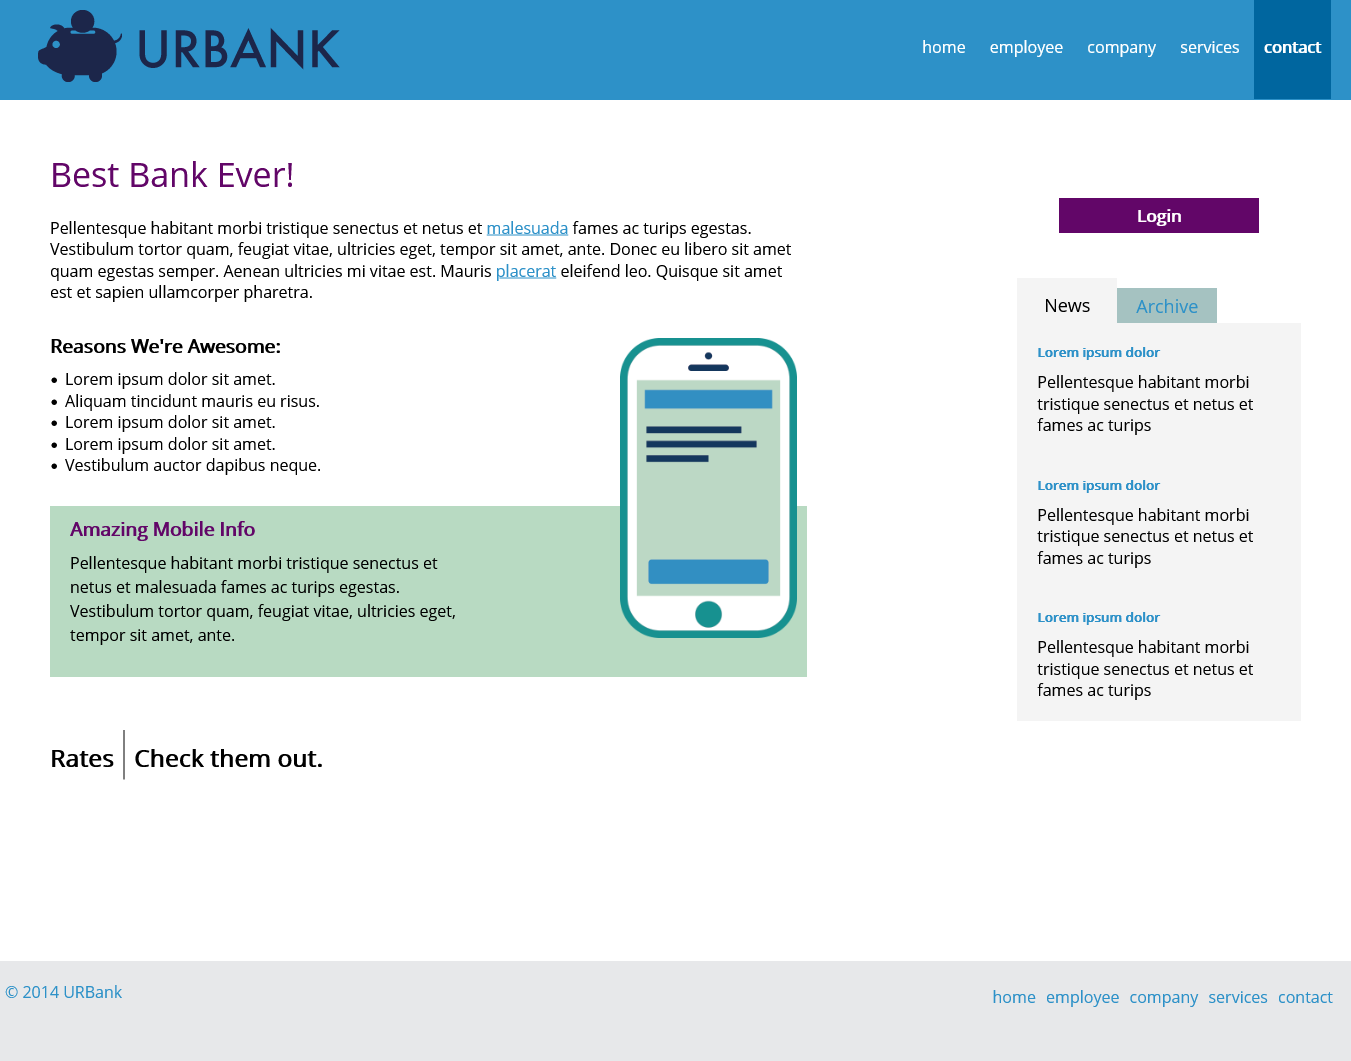 URBANK
home employee company services contact
Best Bank Ever!
Pellentesque habitant morbi tristique senectus et netus et malesuada fames ac turips egestas.
Vestibulum tortor quam, feugiat vitae, ultricies eget, tempor sit amet, ante. Donec eu libero sit amet
quam egestas semper. Aenean ultricies mi vitae est. Mauris placerat eleifend leo. Quisque sit amet
est et sapien ullamcorper pharetra.
Reasons We're Awesome:
• Lorem ipsum dolor sit amet.
• Aliquam tincidunt mauris eu risus.
• Lorem ipsum dolor sit amet.
• Lorem ipsum dolor sit amet.
• Vestibulum auctor dapibus neque.
Amazing Mobile Info
Pellentesque habitant morbi tristique senectus et
netus et malesuada fames ac turips egestas.
Vestibulum tortor quam, feugiat vitae, ultricies eget,
tempor sit amet, ante.
Rates | Check them out.
Login
News Archive
Lorem ipsum dolor
Pellentesque habitant morbi
tristique senectus et netus et
fames ac turips
Lorem ipsum dolor
Pellentesque habitant morbi
tristique senectus et netus et
fames ac turips
Lorem ipsum dolor
Pellentesque habitant morbi
tristique senectus et netus et
fames ac turips
© 2014 URBank
home employee company services contact